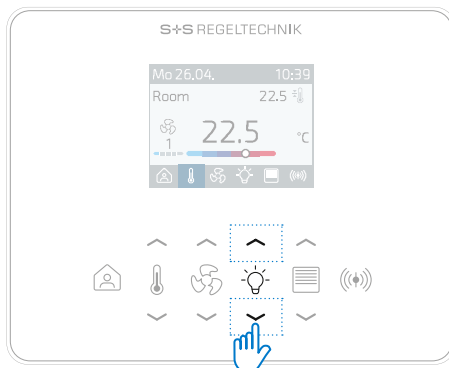 S+S REGELTECHNIK
Mo 26.04. 10:39
Room 22.5
22.5 °C
1